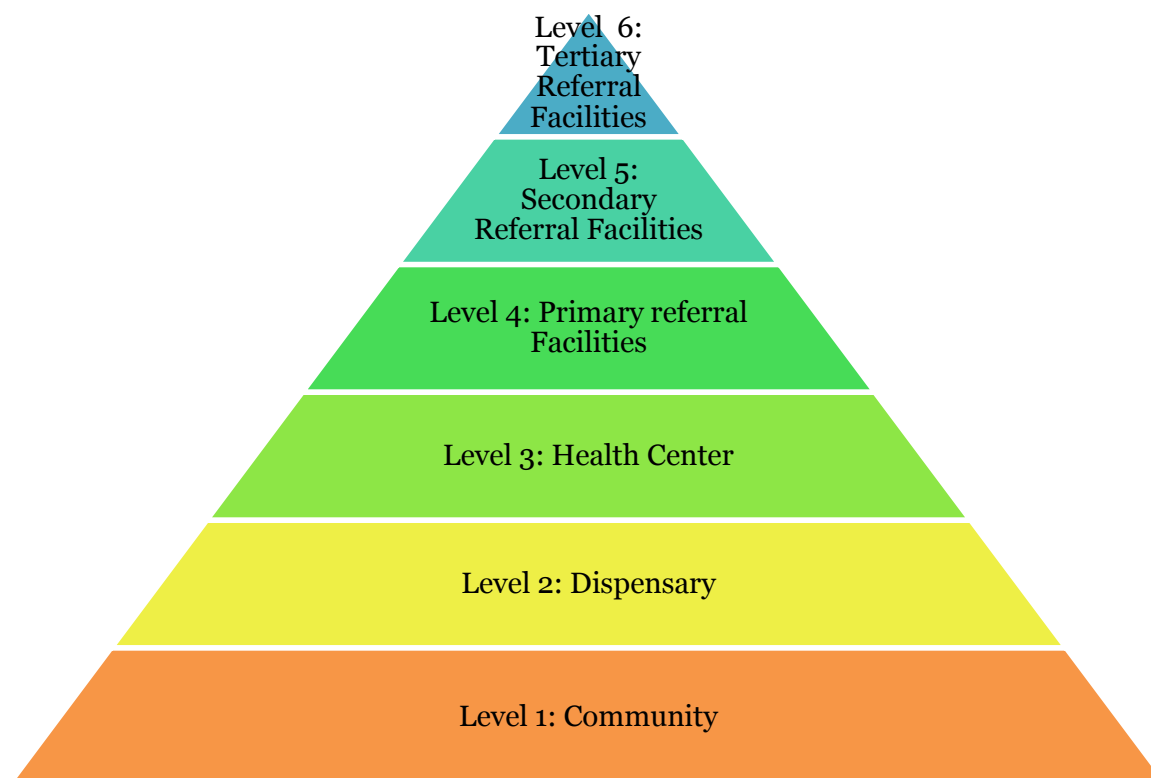 Level 6:
Tertiary
Referral
Facilities
Level 5:
Secondary
Referral Facilities
Level 4: Primary referral
Facilities
Level 3: Health Center
Level 2: Dispensary
Level 1: Community